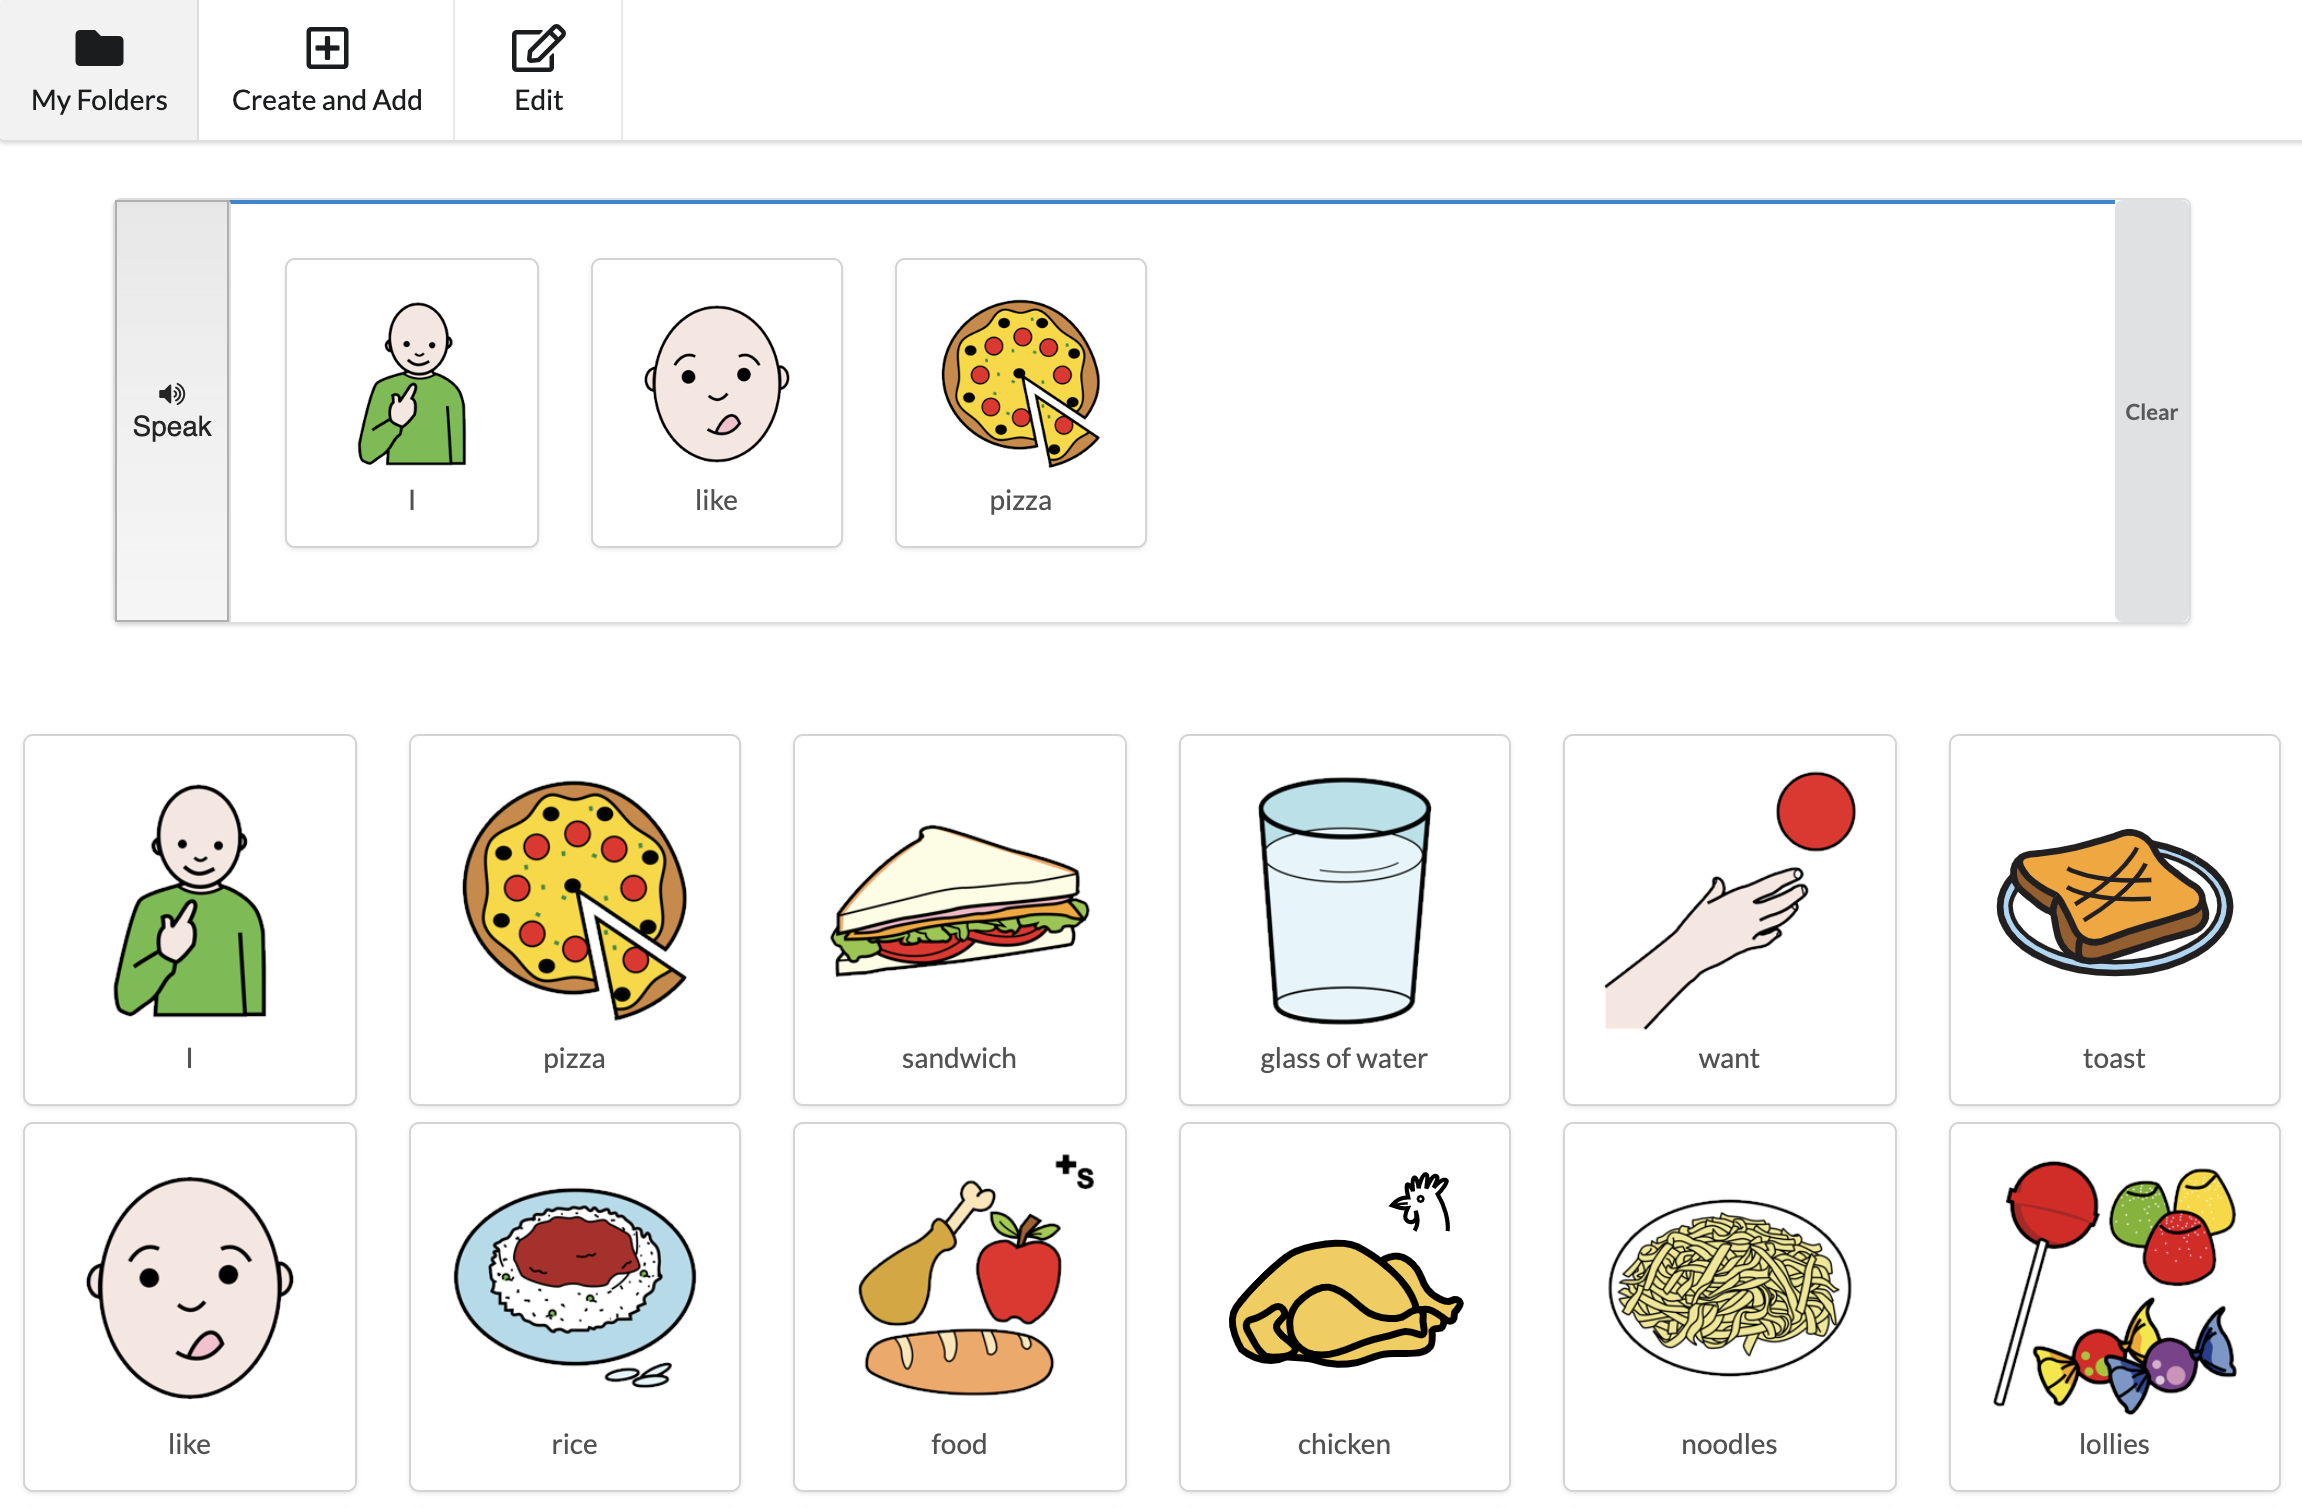 My Folders
Create and Add
Edit
Speak
I
like
pizza
Clear
I
pizza
sandwich
glass of water
want
toast
+s
like
rice
food
chicken
noodles
lollies